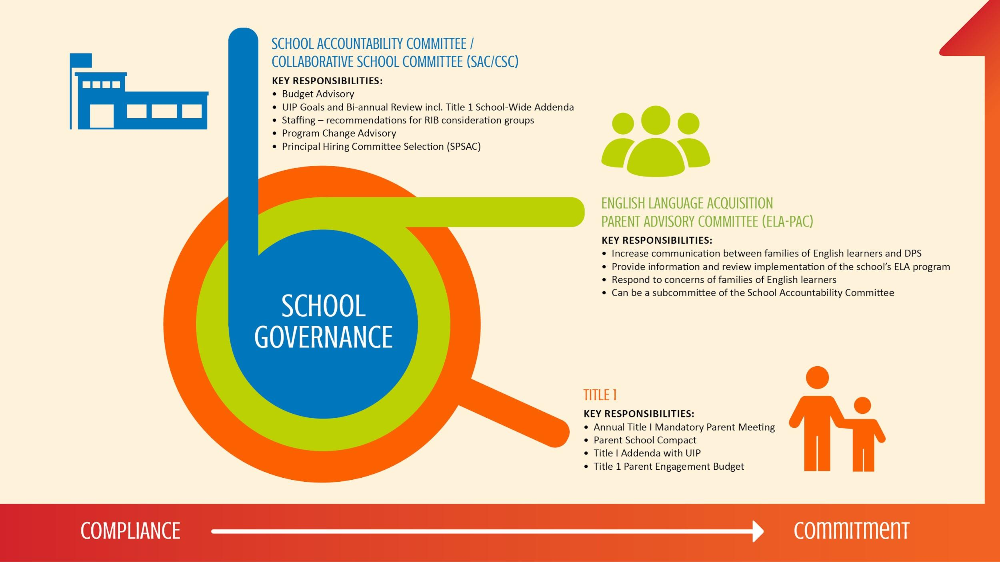 SCHOOL ACCOUNTABILITY COMMITTEE /
COLLABORATIVE SCHOOL COMMITTEE (SAC/CSC)
KEY RESPONSIBILITIES:
• Budget Advisory
• UIP Goals and Bi-annual Review incl. Title 1 School-Wide Addenda
• Staffing – recommendations for RIB consideration groups
• Program Change Advisory
• Principal Hiring Committee Selection (SPSAC)
ENGLISH LANGUAGE ACQUISITION
PARENT ADVISORY COMMITTEE (ELA-PAC)
KEY RESPONSIBILITIES:
• Increase communication between families of English learners and DPS
• Provide information and review implementation of the school’s ELA program
• Respond to concerns of families of English learners
• Can be a subcommittee of the School Accountability Committee
SCHOOL
GOVERNANCE
TITLE 1
KEY RESPONSIBILITIES:
• Annual Title I Mandatory Parent Meeting
• Parent School Compact
• Title I Addenda with UIP
• Title 1 Parent Engagement Budget
COMPLIANCE
COMMITMENT